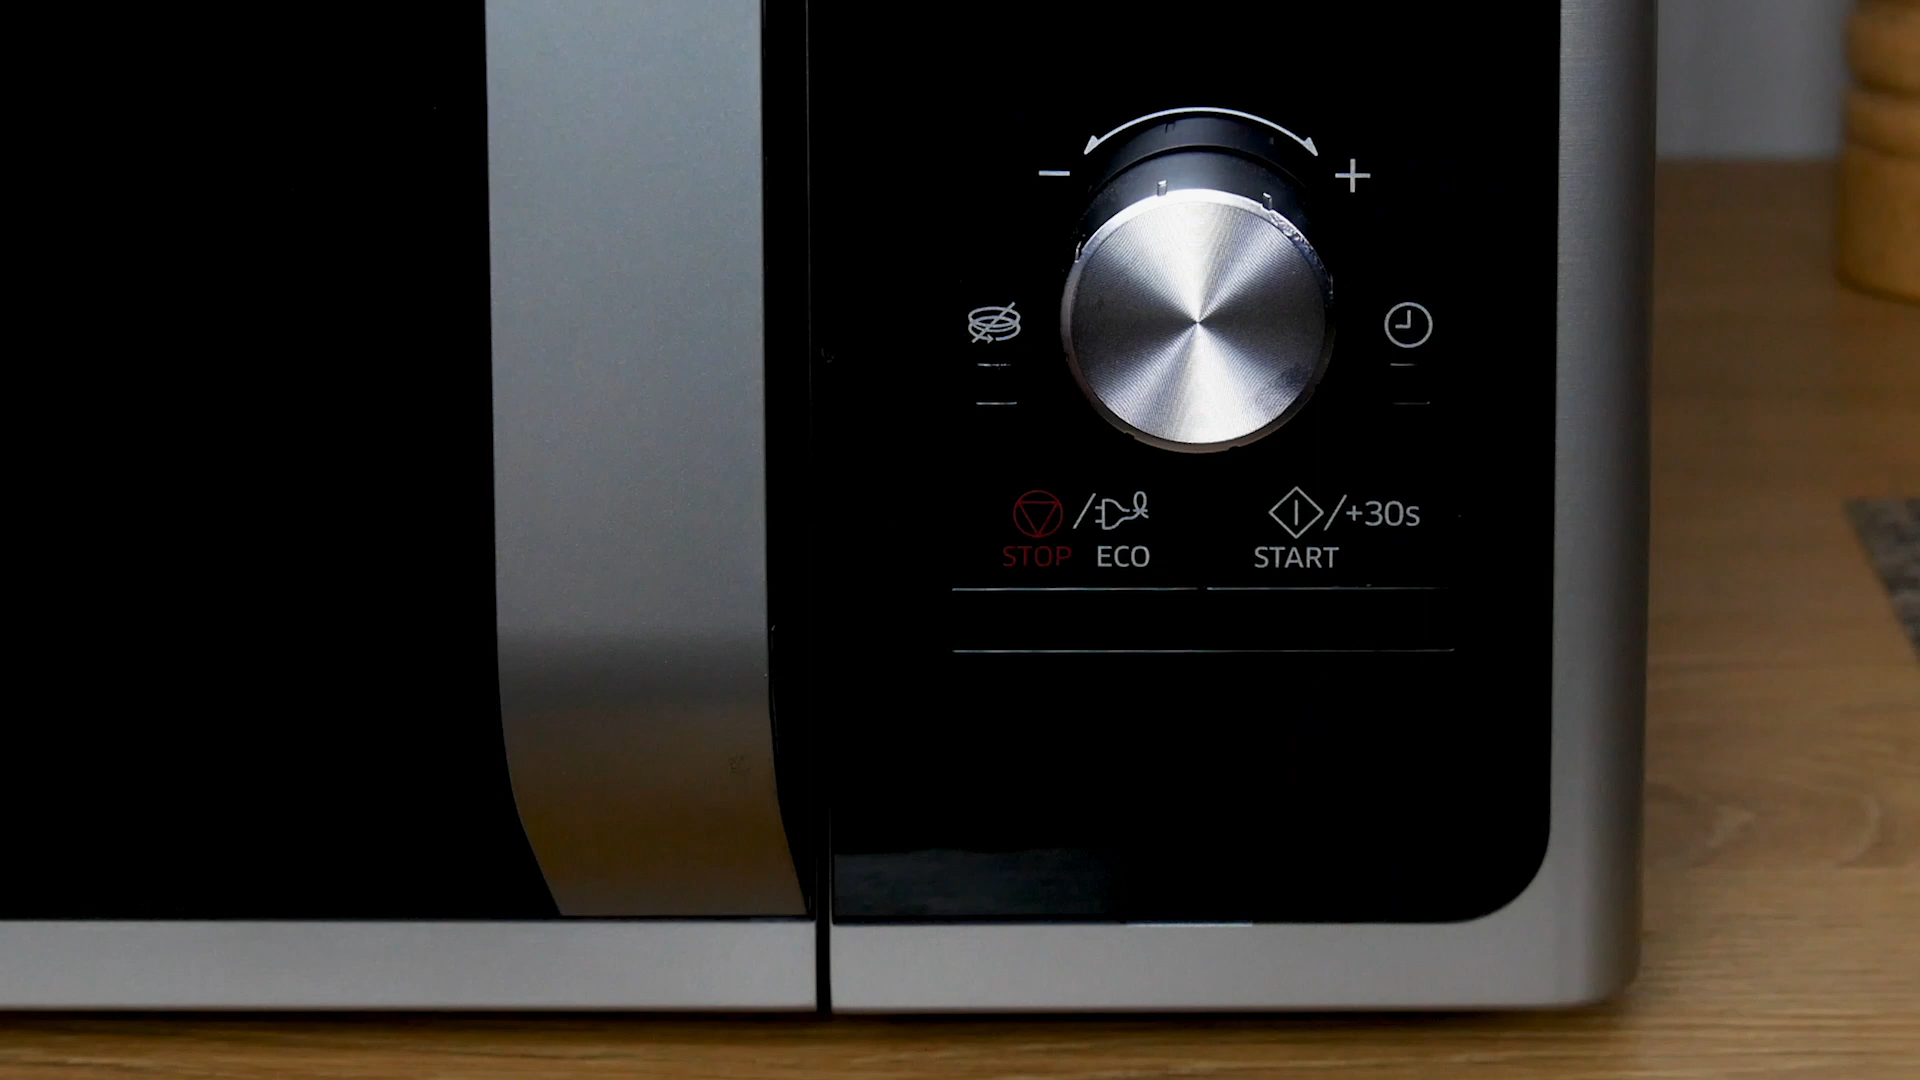 − +
/ /+30s
STOP ECO START